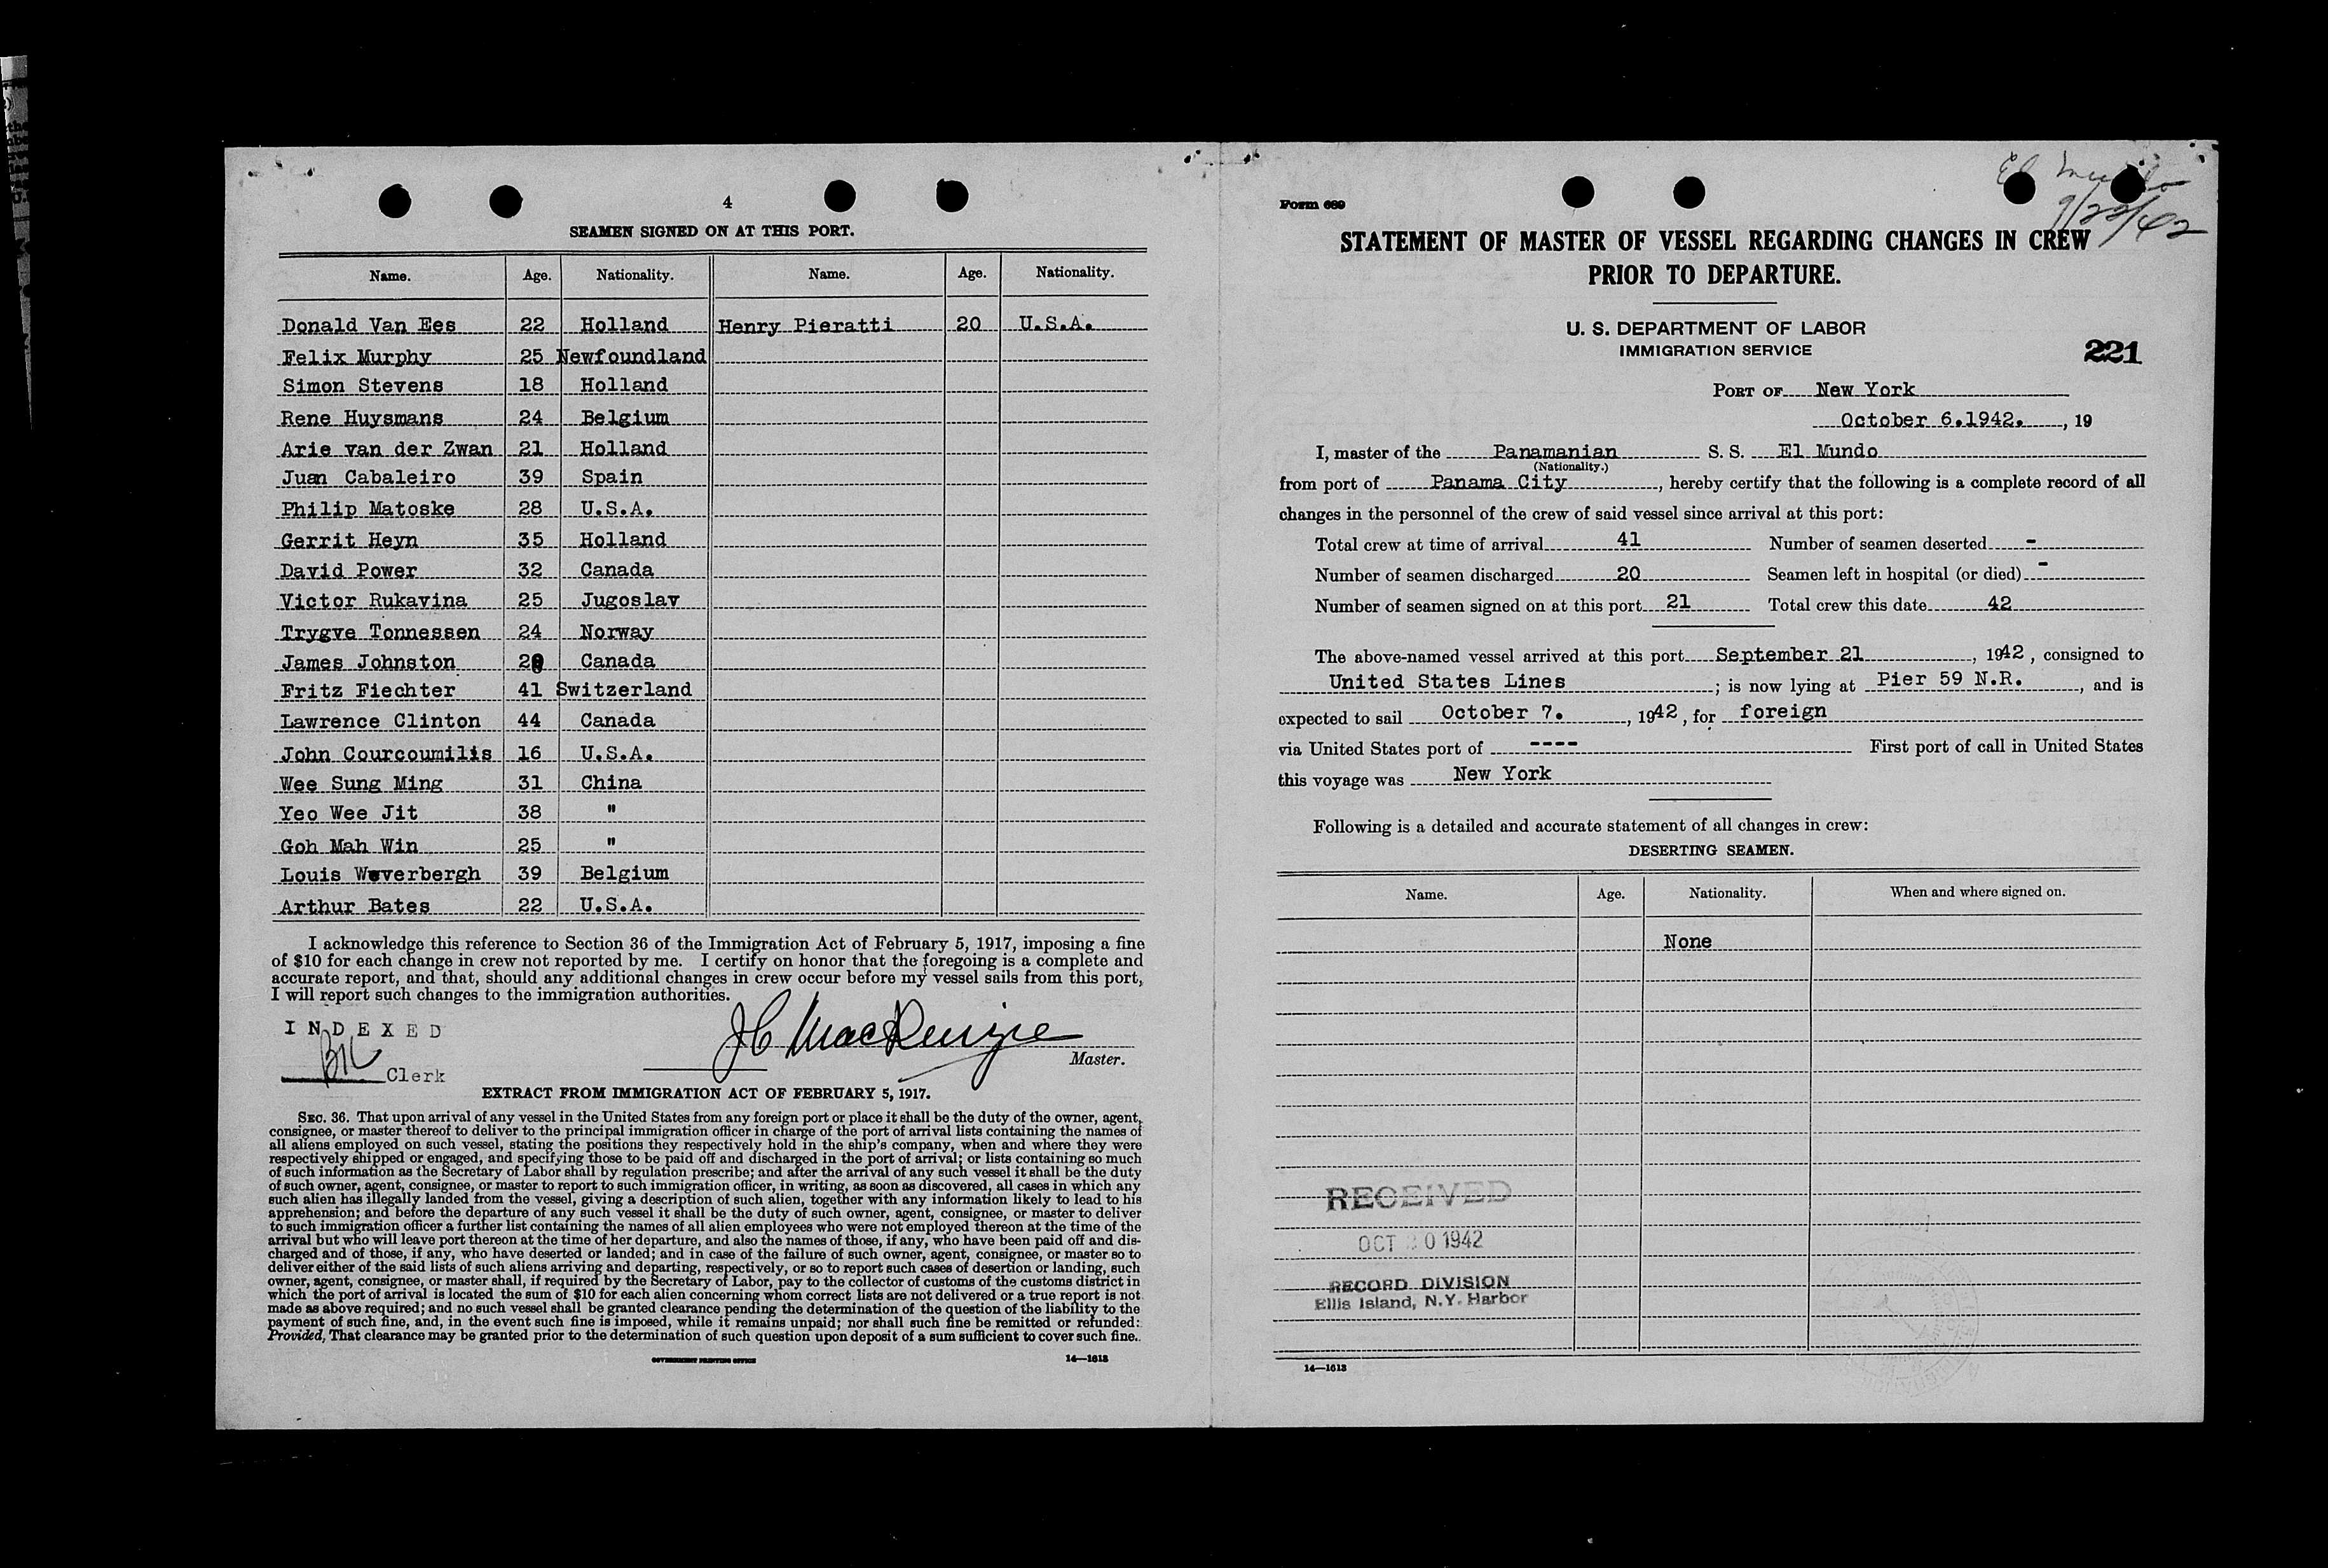 4
SEAMEN SIGNED ON AT THIS PORT.
Name. Age. Nationality. Name. Age. Nationality.
Donald Van Ees 22 Holland Henry Pieratti 20 U.S.A.
Felix Murphy 25 Newfoundland
Simon Stevens 18 Holland
Rene Huysmans 24 Belgium
Arie van der Zwan 21 Holland
Juan Cabaleiro 39 Spain
Philip Matoske 28 U.S.A.
Gerrit Heyn 35 Holland
David Power 32 Canada
Victor Rukavina 25 Jugoslav
Trygve Tonnessen 24 Norway
James Johnston Canada
Fritz Fiechter 41 Switzerland
Lawrence Clinton 44 Canada
John Courcoumilis 16 U.S.A.
Wee Sung Ming 31 China
Yeo Wee Jit 38 "
Goh Mah Win 25 "
Louis Weverbergh 39 Belgium
Arthur Bates 22 U.S.A.
I acknowledge this reference to Section 36 of the Immigration Act of February 5, 1917, imposing a fine
of $10 for each change in crew not reported by me. I certify on honor that the foregoing is a complete and
accurate report, and that, should any additional changes in crew occur before my vessel sails from this port,
I will report such changes to the immigration authorities.
INDEXED
JC MacKenzie
Master.
Clerk
EXTRACT FROM IMMIGRATION ACT OF FEBRUARY 5, 1917.
SEC. 36. That upon arrival of any vessel in the United States from any foreign port or place it shall be the duty of the owner, agent,
consignee, or master thereof to deliver to the principal immigration officer in charge of the port of arrival lists containing the names of
all aliens employed on such vessel, stating the positions they respectively hold in the ship's company, when and where they were
respectively shipped or engaged, and specifying those to be paid off and discharged in the port of arrival; or lists containing so much
of such information as the Secretary of Labor shall by regulation prescribe; and after the arrival of any such vessel it shall be the duty
of such owner, agent, consignee, or master to report to such immigration officer, in writing, as soon as discovered, all cases in which any
such alien has illegally landed from the vessel, giving a description of such alien, together with any information likely to lead to his
apprehension; and before the departure of any such vessel it shall be the duty of such owner, agent, consignee, or master to deliver
to such immigration officer a further list containing the names of all alien employees who were not employed thereon at the time of the
arrival but who will leave port thereon at the time of her departure, and also the names of those, if any, who have been paid off and dis-
charged and of those, if any, who have deserted or landed; and in case of the failure of such owner, agent, consignee, or master so to
deliver either of the said lists of such aliens arriving and departing, respectively, or so to report such cases of desertion or landing, such
owner, agent, consignee, or master shall, if required by the Secretary of Labor, pay to the collector of customs of the customs district in
which the port of arrival is located the sum of $10 for each alien concerning whom correct lists are not delivered or a true report is not
made as above required; and no such vessel shall be granted clearance pending the determination of the question of the liability to the
payment of such fine, and, in the event such fine is imposed, while it remains unpaid; nor shall such fine be remitted or refunded:
Provided, That clearance may be granted prior to the determination of such question upon deposit of a sum sufficient to cover such fine.
GOVERNMENT PRINTING OFFICE 14—1613
El Mundo
9/22/42
Form 689
STATEMENT OF MASTER OF VESSEL REGARDING CHANGES IN CREW
PRIOR TO DEPARTURE.
U. S. DEPARTMENT OF LABOR
IMMIGRATION SERVICE
221
PORT OF New York
October 6.1942. , 19
I, master of the Panamanian S. S. El Mundo
(Nationality.)
from port of Panama City , hereby certify that the following is a complete record of all
changes in the personnel of the crew of said vessel since arrival at this port:
Total crew at time of arrival 41 Number of seamen deserted -
Number of seamen discharged 20 Seamen left in hospital (or died) -
Number of seamen signed on at this port 21 Total crew this date 42
The above-named vessel arrived at this port September 21 , 1942 , consigned to
United States Lines ; is now lying at Pier 59 N.R. , and is
expected to sail October 7. , 1942 , for foreign
via United States port of ---- First port of call in United States
this voyage was New York
Following is a detailed and accurate statement of all changes in crew:
DESERTING SEAMEN.
Name. Age. Nationality. When and where signed on.
None
RECEIVED
OCT 0 1942
RECORD DIVISION
Ellis Island, N.Y. Harbor
14—1613